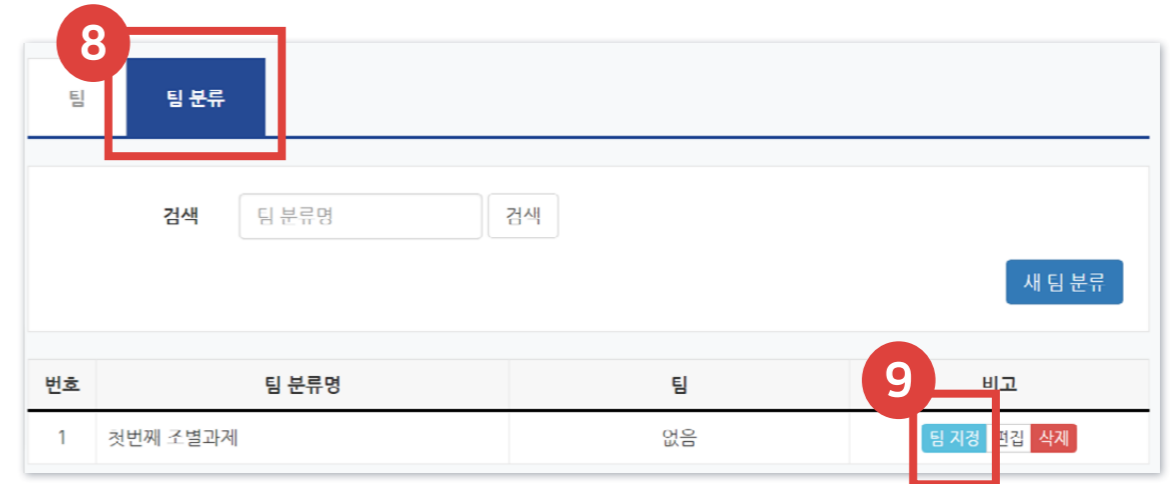 8
팀 팀 분류
검색 팀 분류명 검색
새 팀 분류
번호 팀 분류명 팀 9 비고
1 첫번째 조별과제 없음 팀 지정 편집 삭제